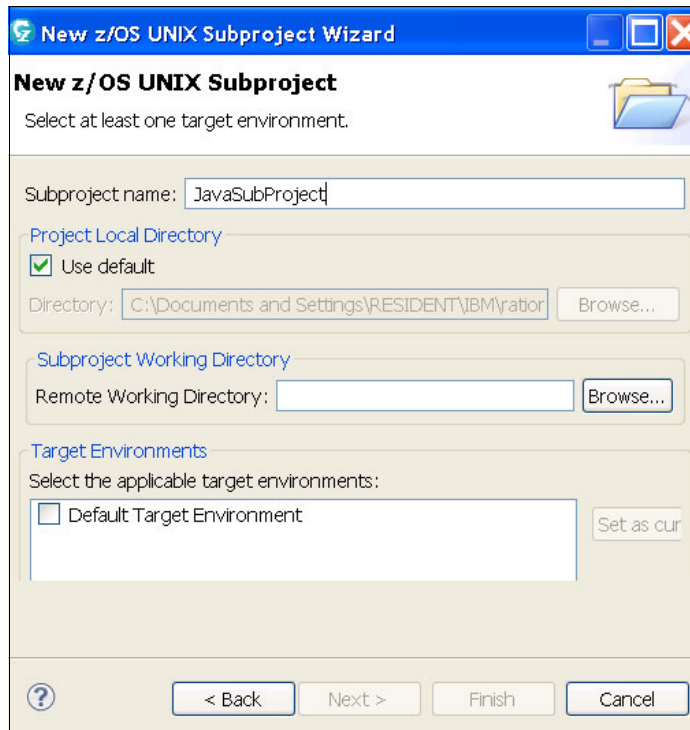 New z/OS UNIX Subproject Wizard
New z/OS UNIX Subproject
Select at least one target environment.
Subproject name: JavaSubProject
Project Local Directory
Use default
Directory: C:\Documents and Settings\RESIDENT\IBM\ration Browse...
Subproject Working Directory
Remote Working Directory: Browse...
Target Environments
Select the applicable target environments:
Default Target Environment
Set as cur
? < Back Next > Finish Cancel